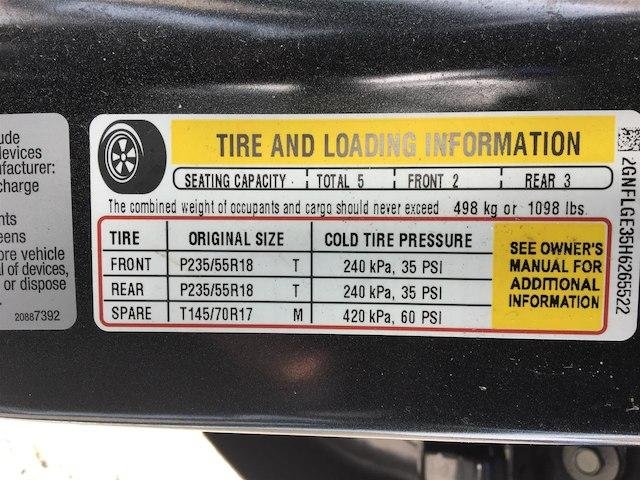 ude
levices
nufacturer:
charge
nts
eens
ore vehicle
l of devices,
or dispose
20887392
TIRE AND LOADING INFORMATION
SEATING CAPACITY TOTAL 5 FRONT 2 REAR 3
The combined weight of occupants and cargo should never exceed 498 kg or 1098 lbs.
TIRE ORIGINAL SIZE COLD TIRE PRESSURE
FRONT P235/55R18 T 240 kPa, 35 PSI
REAR P235/55R18 T 240 kPa, 35 PSI
SPARE T145/70R17 M 420 kPa, 60 PSI
SEE OWNER'S
MANUAL FOR
ADDITIONAL
INFORMATION
2GNFLGE35H6265522